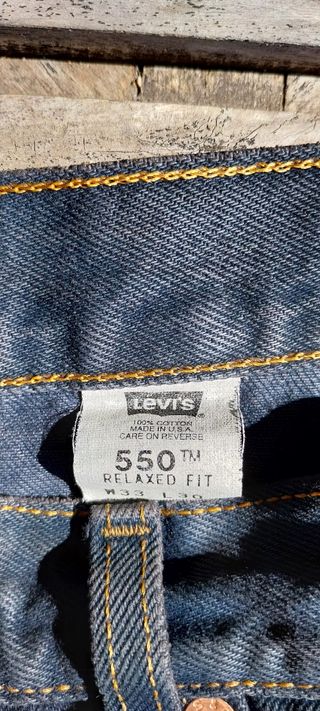 Levi's
100% COTTON
MADE IN U.S.A.
CARE ON REVERSE
550™
RELAXED FIT
W33 L30